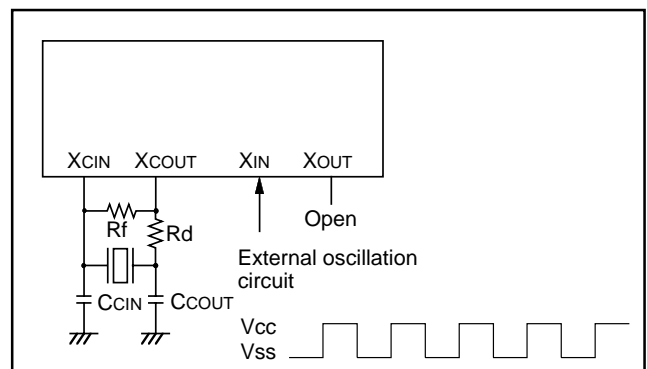 XCIN XCOUT XIN XOUT
Rf
Rd
Open
External oscillation
circuit
CCIN CCOUT
Vcc
Vss